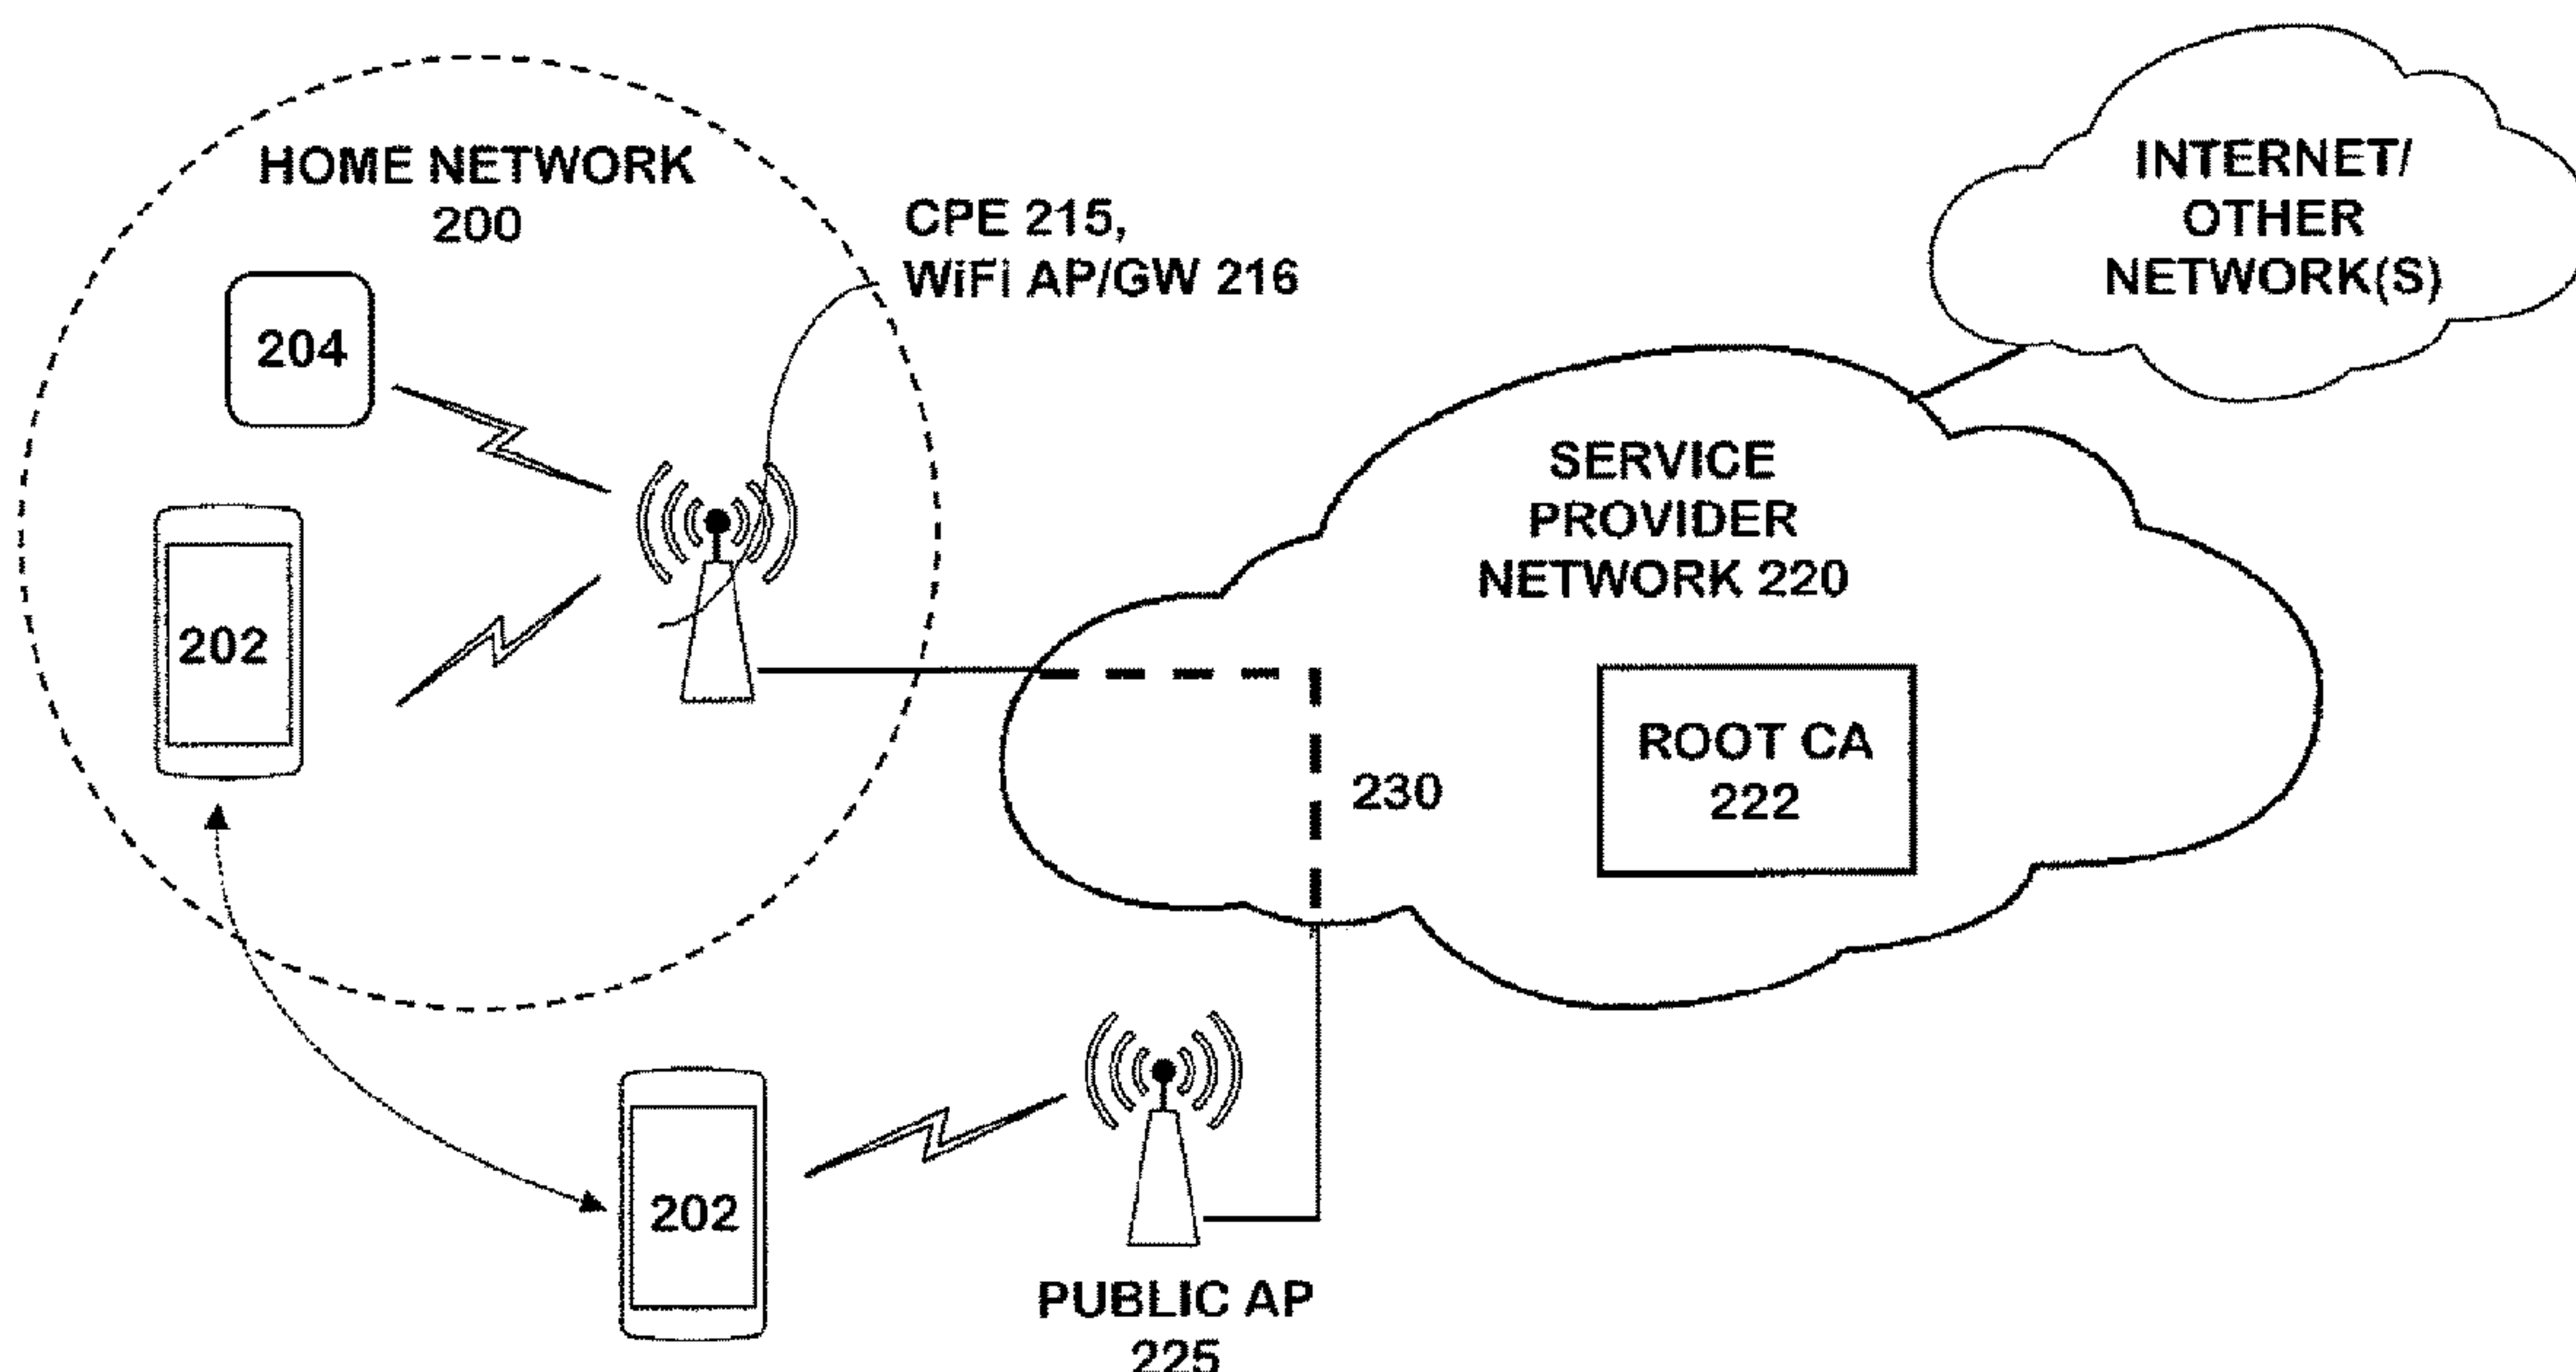 HOME NETWORK
200
CPE 215,
WiFi AP/GW 216
INTERNET/
OTHER
NETWORK(S)
204
SERVICE
PROVIDER
NETWORK 220
202
ROOT CA
222
230
202
PUBLIC AP
225